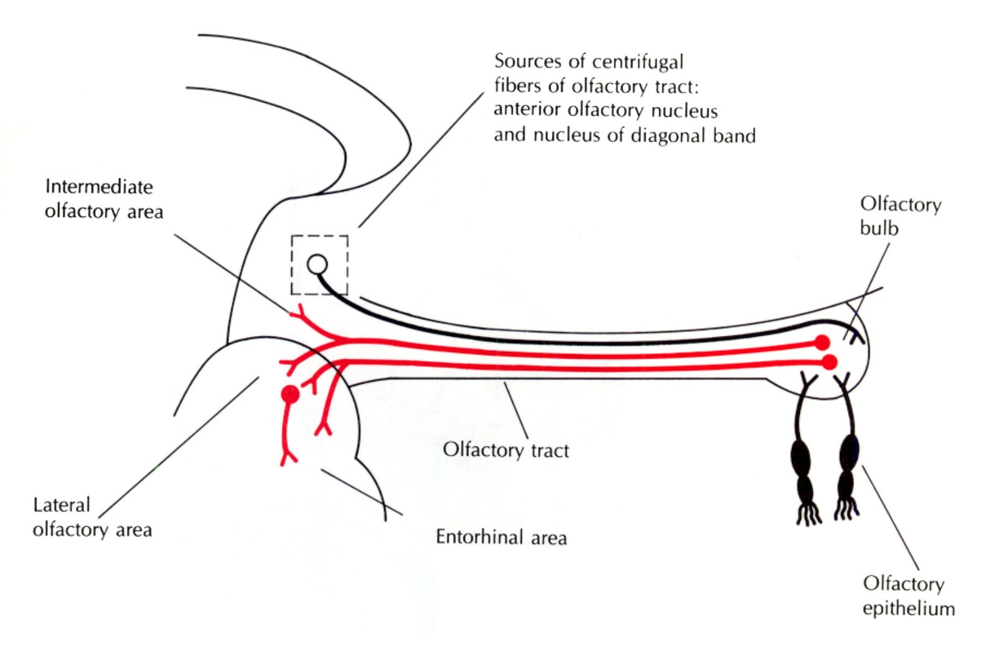 Sources of centrifugal
fibers of olfactory tract:
anterior olfactory nucleus
and nucleus of diagonal band
Intermediate
olfactory area
Olfactory
bulb
Olfactory tract
Lateral
olfactory area
Entorhinal area
Olfactory
epithelium